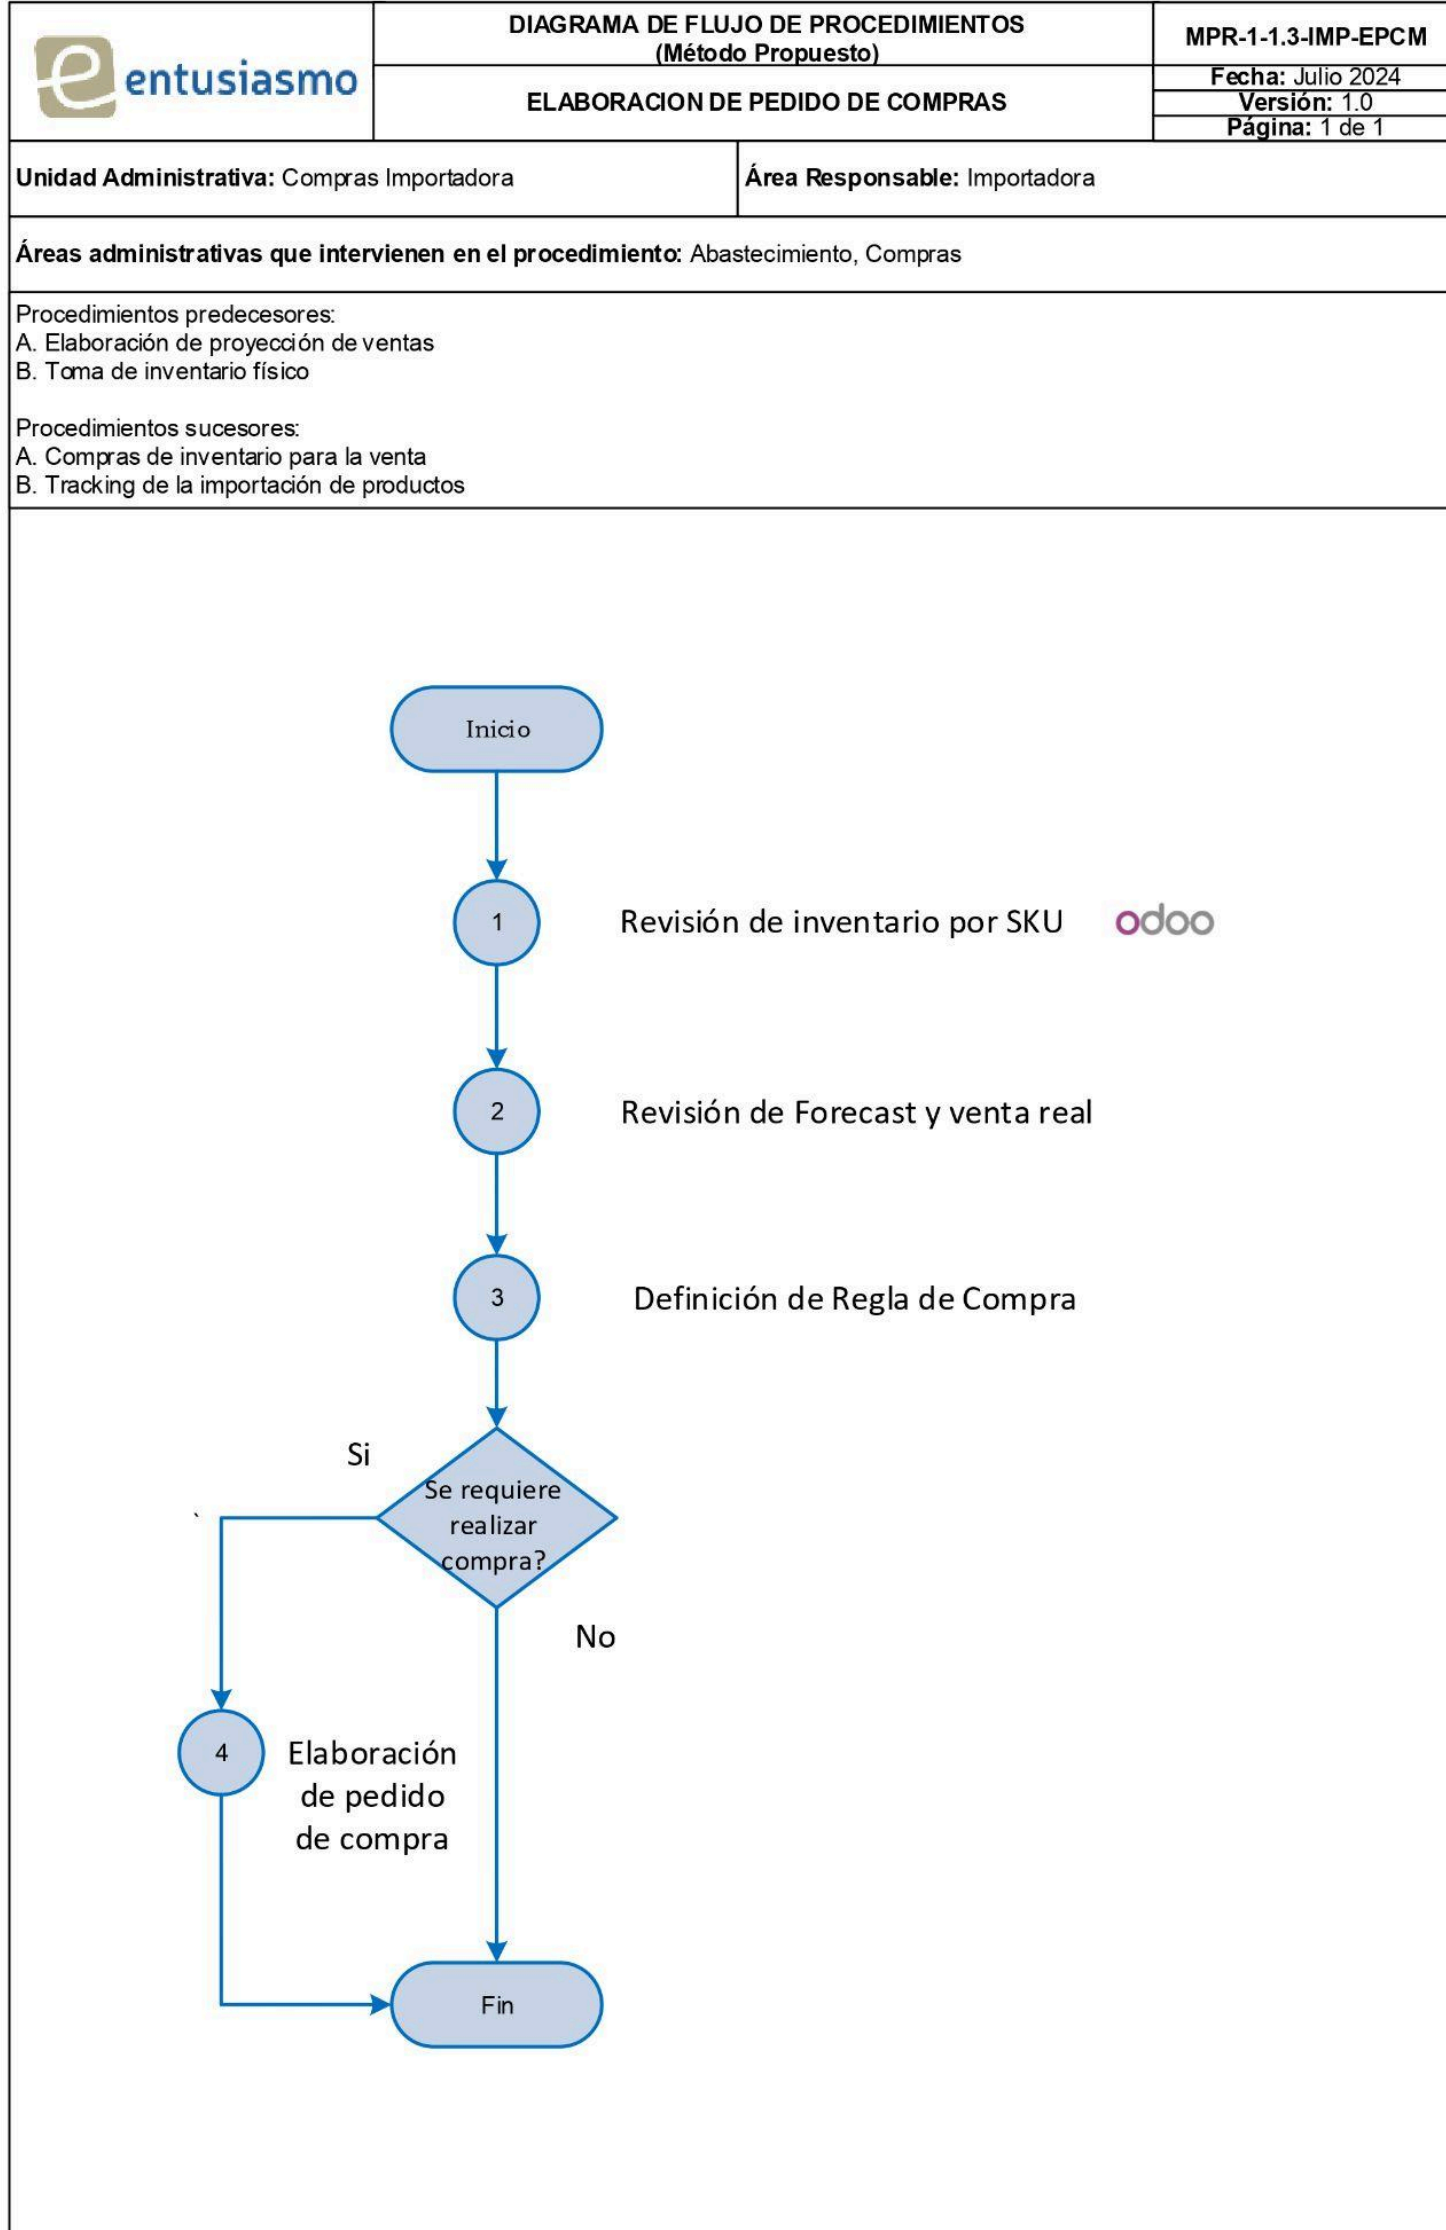 entusiasmo
DIAGRAMA DE FLUJO DE PROCEDIMIENTOS
(Método Propuesto)
ELABORACION DE PEDIDO DE COMPRAS
MPR-1-1.3-IMP-EPCM
Fecha: Julio 2024
Versión: 1.0
Página: 1 de 1
Unidad Administrativa: Compras Importadora
Área Responsable: Importadora
Áreas administrativas que intervienen en el procedimiento: Abastecimiento, Compras
Procedimientos predecesores:
A. Elaboración de proyección de ventas
B. Toma de inventario físico
Procedimientos sucesores:
A. Compras de inventario para la venta
B. Tracking de la importación de productos
Inicio
1
Revisión de inventario por SKU
odoo
2
Revisión de Forecast y venta real
3
Definición de Regla de Compra
Si
Se requiere
realizar
compra?
`
No
4
Elaboración
de pedido
de compra
Fin